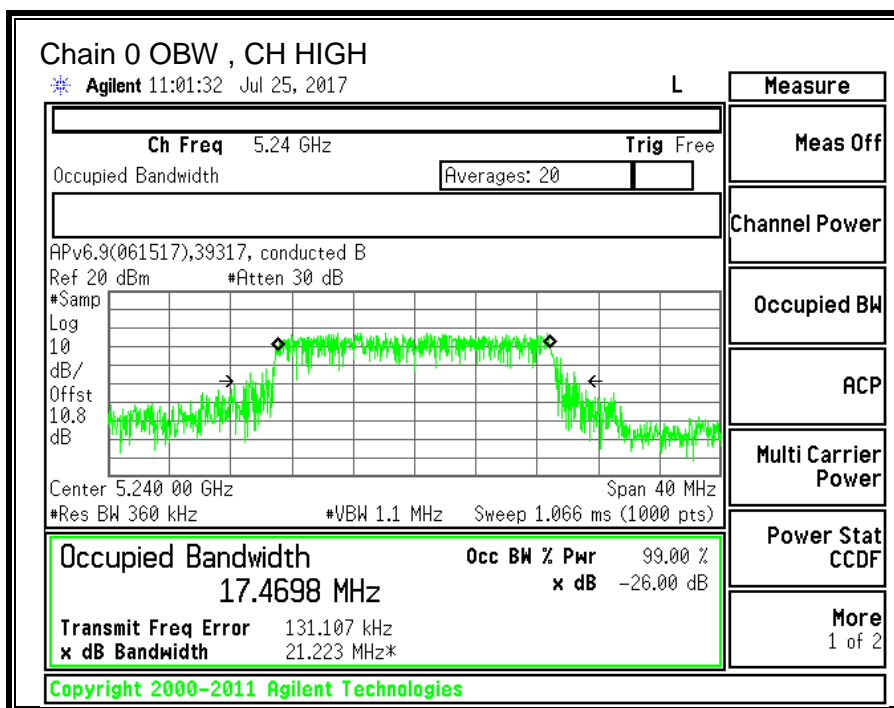 Chain 0 OBW , CH HIGH
Agilent 11:01:32 Jul 25, 2017 L
Measure
Ch Freq 5.24 GHz Trig Free
Occupied Bandwidth Averages: 20
APv6.9(061517),39317, conducted B
Ref 20 dBm #Atten 30 dB
#Samp
Log
10
dB/
Offst
10.8
dB
Center 5.240 00 GHz Span 40 MHz
#Res BW 360 kHz #VBW 1.1 MHz Sweep 1.066 ms (1000 pts)
Occupied Bandwidth Occ BW % Pwr 99.00 %
17.4698 MHz x dB -26.00 dB
Transmit Freq Error 131.107 kHz
x dB Bandwidth 21.223 MHz*
Meas Off
Channel Power
Occupied BW
ACP
Multi Carrier
Power
Power Stat
CCDF
More
1 of 2
Copyright 2000-2011 Agilent Technologies